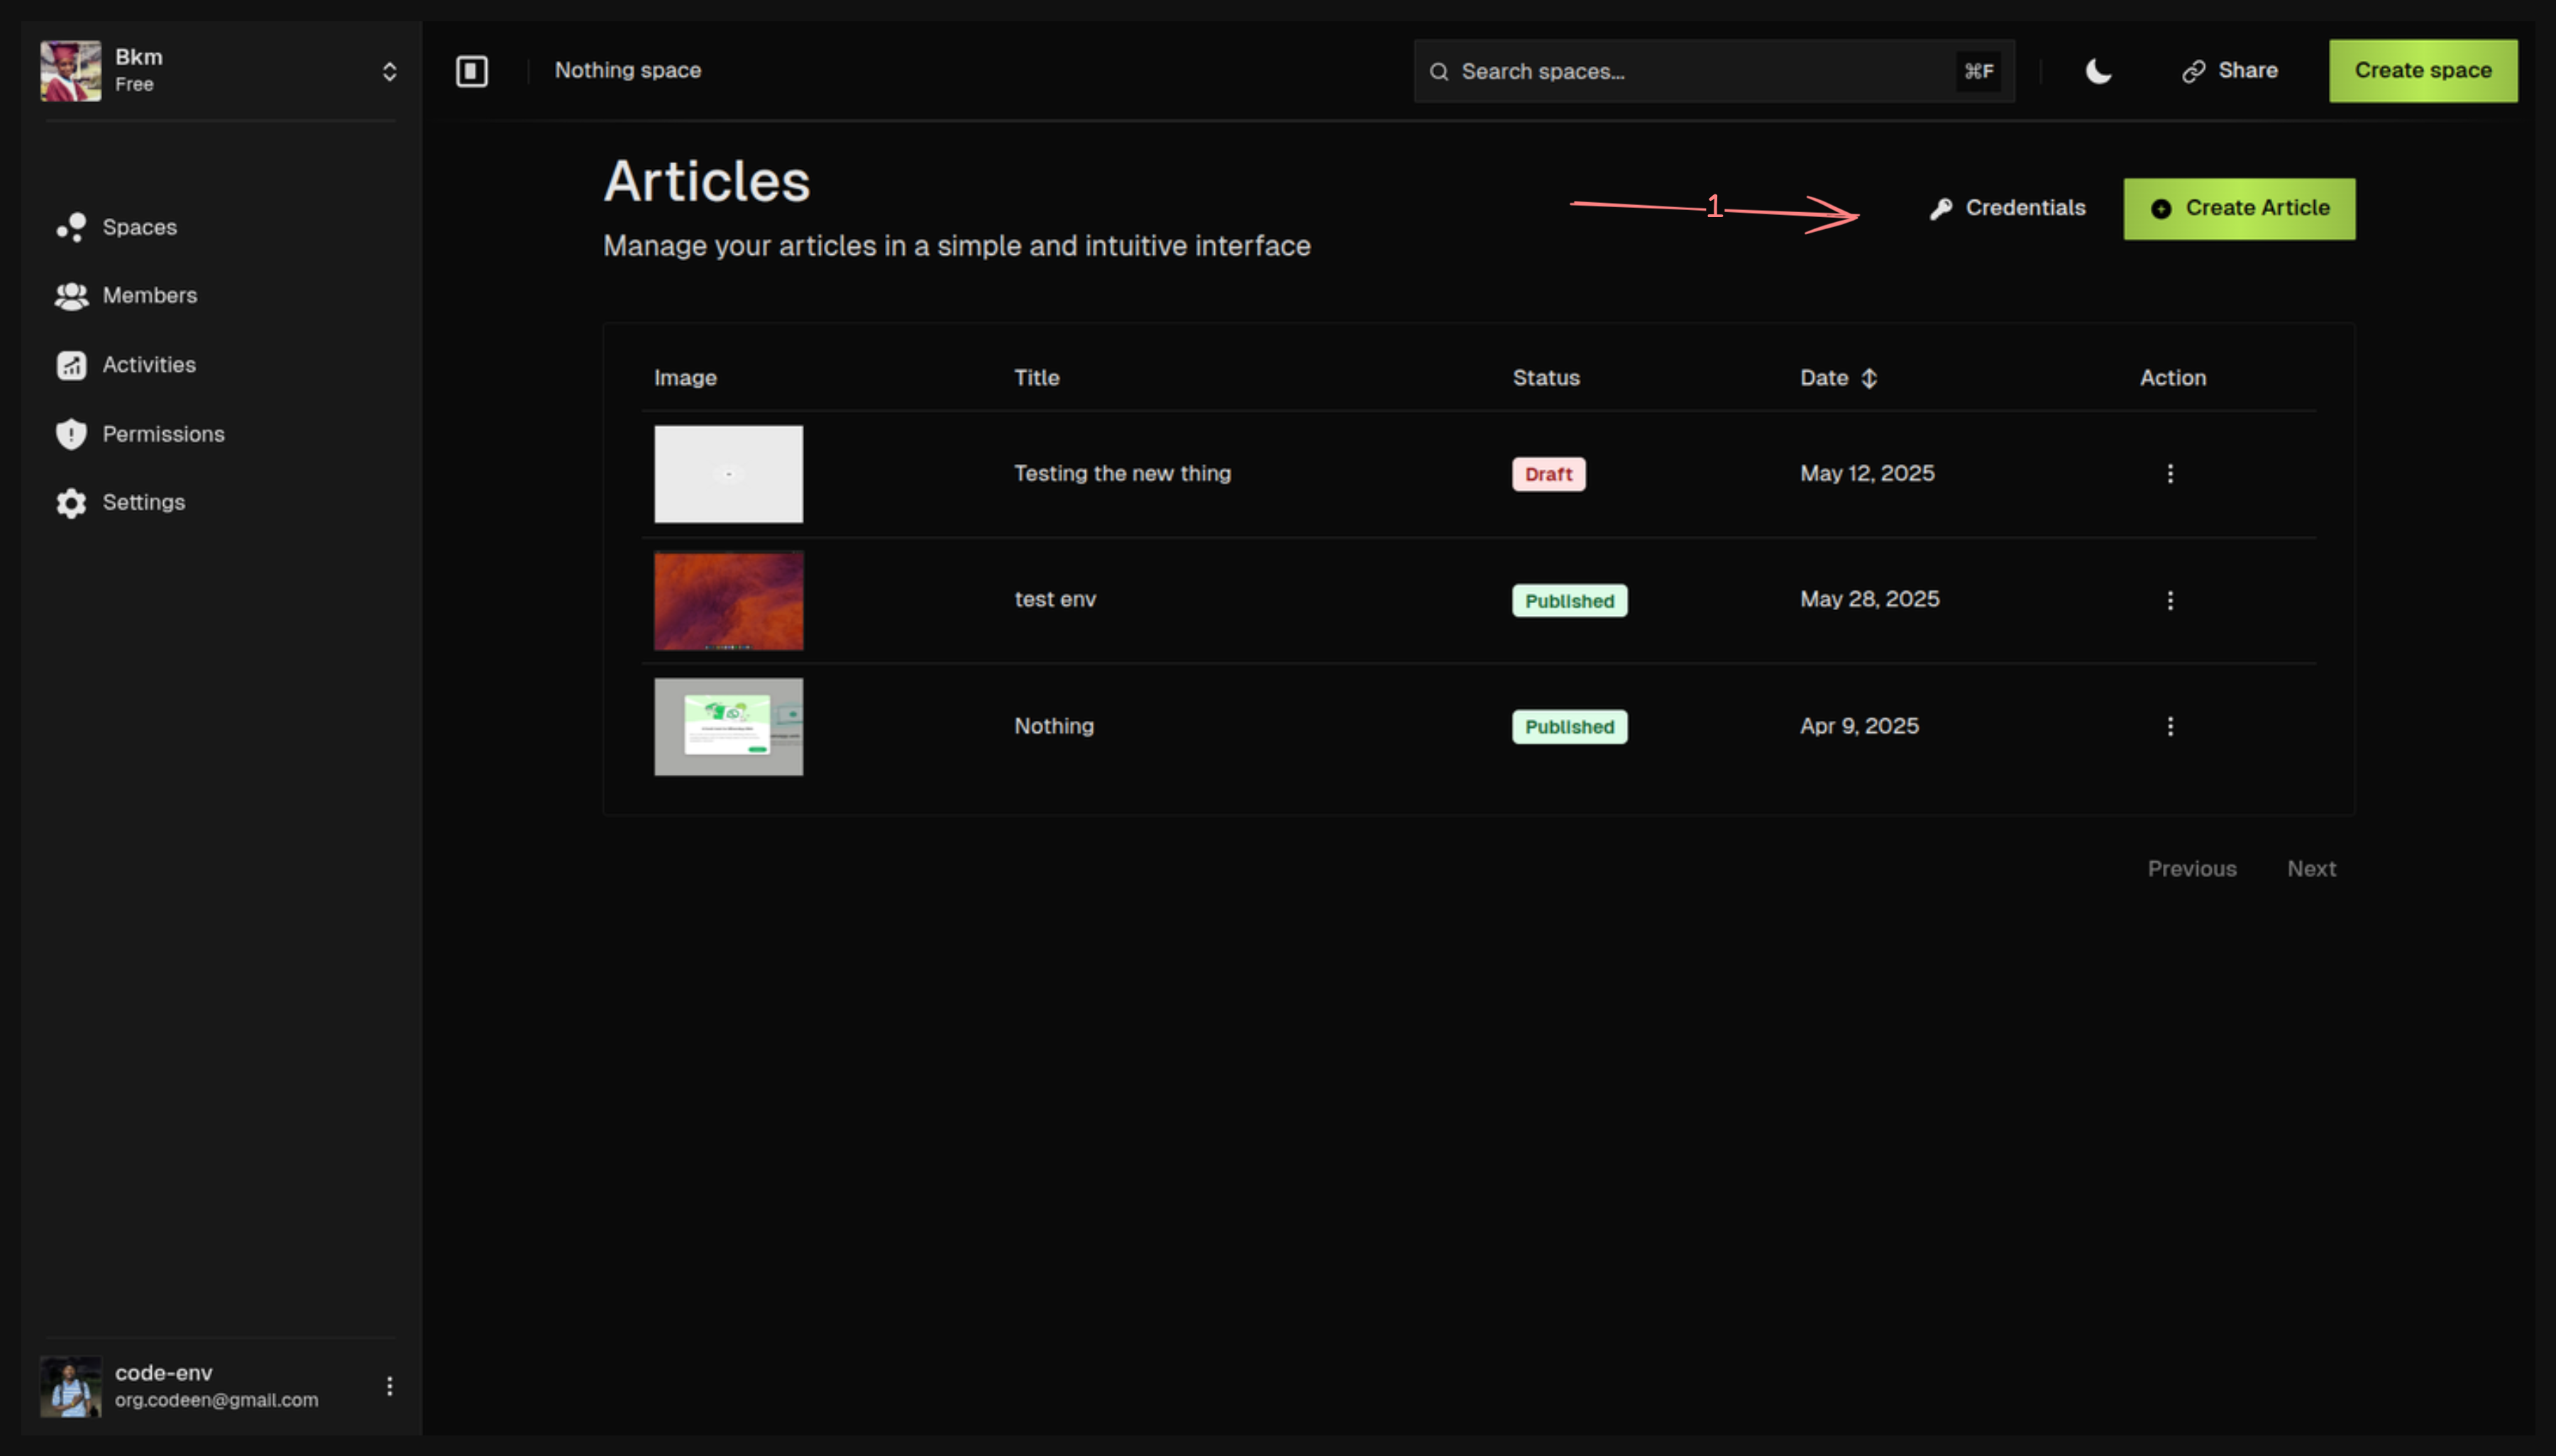 Bkm
Free
Nothing space
Search spaces...
⌘F
Share
Create space
Spaces
Members
Activities
Permissions
Settings
Articles
Manage your articles in a simple and intuitive interface
1
Credentials
Create Article
Image Title Status Date Action
Testing the new thing Draft May 12, 2025
test env Published May 28, 2025
Nothing Published Apr 9, 2025
Previous Next
code-env
org.codeen@gmail.com